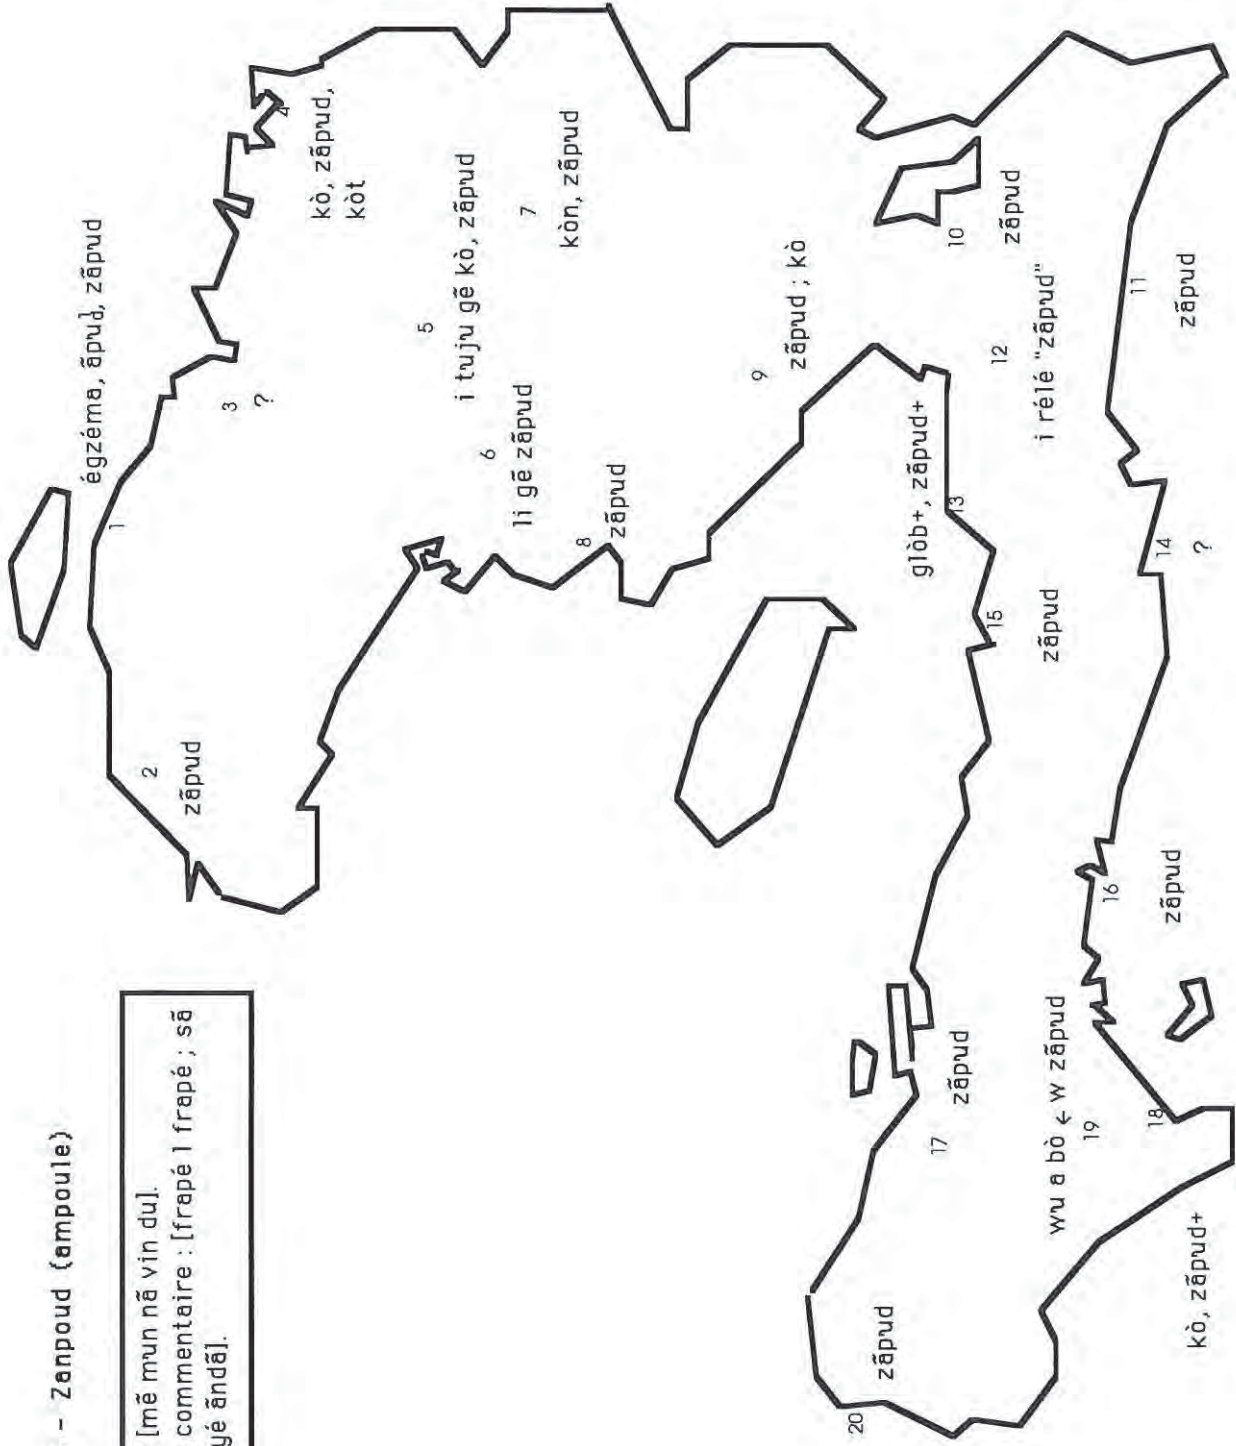 - Zanpoud (ampoule)
[mẽ mun nã vin du].
commentaire : [frapé l frapé ; sã
yé ãndã].
1
égzéma, ãpud, zãpud
2
zãpud
3
?
4
kò, zãpud,
kòt
5
i tuju gẽ kò, zãpud
6
li gẽ zãpud
7
kòn, zãpud
8
zãpud
9
zãpud ; kò
10
zãpud
11
zãpud
12
i rélé "zãpud"
13
glòb+, zãpud+
14
?
15
zãpud
16
zãpud
17
zãpud
18
kò, zãpud+
19
wu a bò ← w zãpud
20
zãpud